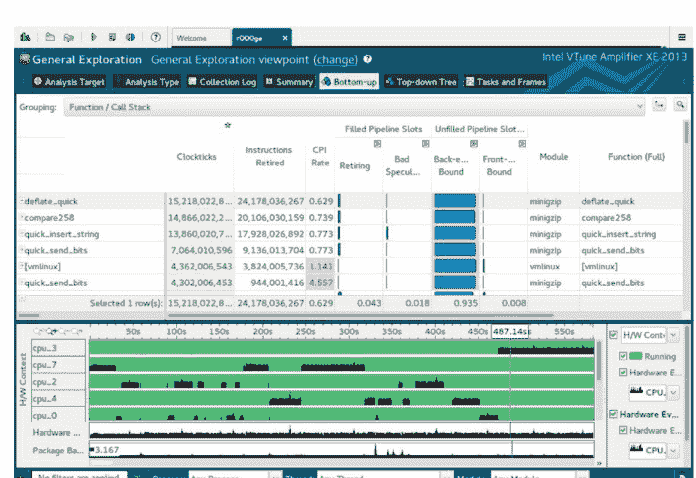 Welcome
r000ge
General Exploration General Exploration viewpoint (change)
Intel VTune Amplifier XE 2013
Analysis Target
Analysis Type
Collection Log
Summary
Bottom-up
Top-down Tree
Tasks and Frames
Grouping: Function / Call Stack
Filled Pipeline Slots Unfilled Pipeline Slot...
Clockticks Instructions Retired CPI Rate Retiring Bad Specul... Back-e... Bound Front-... Bound Module Function (Full)
deflate_quick 15,218,022,8... 24,178,036,267 0.629 minigzip deflate_quick
compare258 14,866,022,2... 20,106,030,159 0.739 minigzip compare258
quick_insert_string 13,860,020,7... 17,928,026,892 0.773 minigzip quick_insert_string
quick_send_bits 7,064,010,596 9,136,013,704 0.773 minigzip quick_send_bits
[vmlinux] 4,362,006,543 3,824,005,736 1.141 vmlinux [vmlinux]
quick_send_bits 4,302,006,453 944,001,416 4.557 minigzip quick_send_bits
Selected 1 row(s): 15,218,022,8... 24,178,036,267 0.629 0.043 0.018 0.935 0.008
50s 100s 150s 200s 250s 300s 350s 400s 450s 487.14s 550s
H/W Context
cpu_3
cpu_7
cpu_2
cpu_4
cpu_0
Hardware ...
Package Ba... 3.167
H/W Cont
Running
Hardware E...
CPU.
Hardware Ev...
Hardware E...
CPU.
No filters are applied.